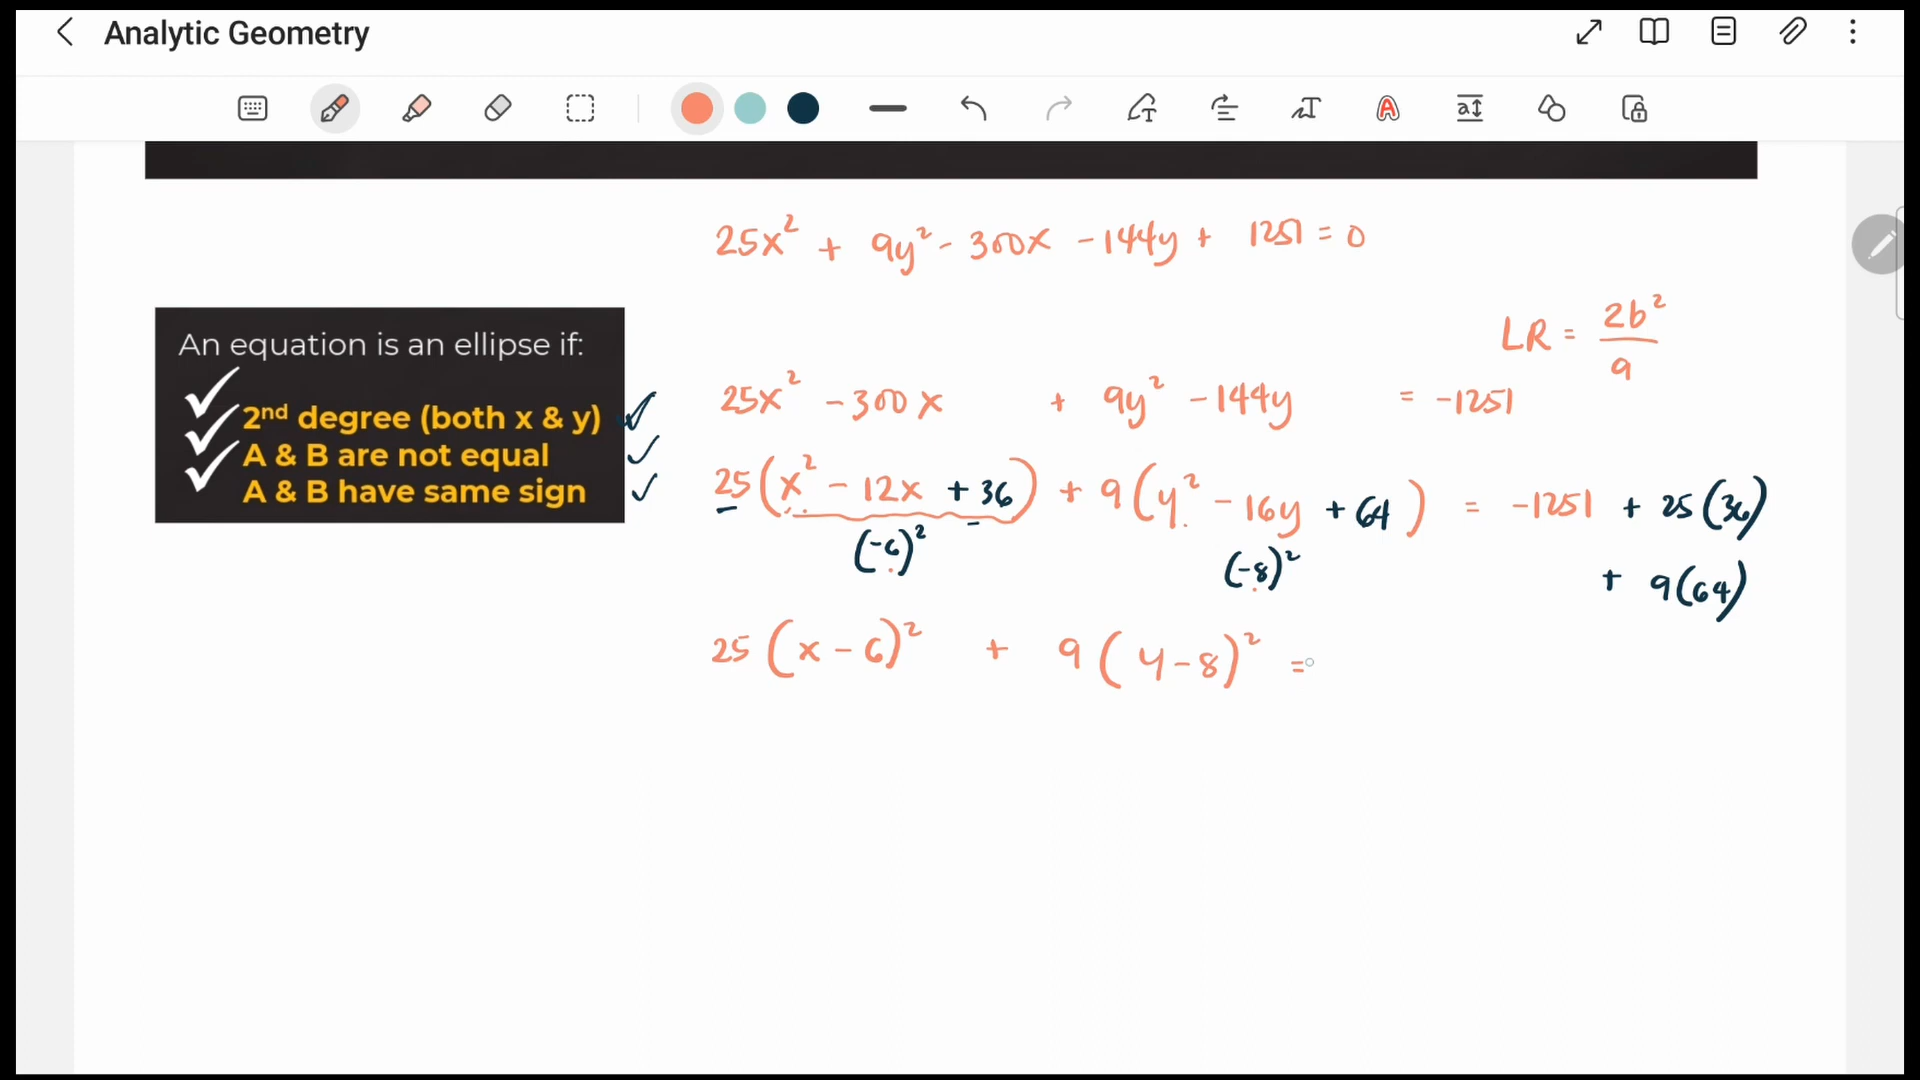 Analytic Geometry
25x² + 9y² - 300x - 144y + 1251 = 0
An equation is an ellipse if:
2nd degree (both x & y)
A & B are not equal
A & B have same sign
LR = 2b²/a
25x² - 300x + 9y² - 144y = -1251
25(x² - 12x + 36) + 9(y² - 16y + 64) = -1251 + 25(36)
(-6)² (-8)² + 9(64)
25(x - 6)² + 9(y - 8)² =